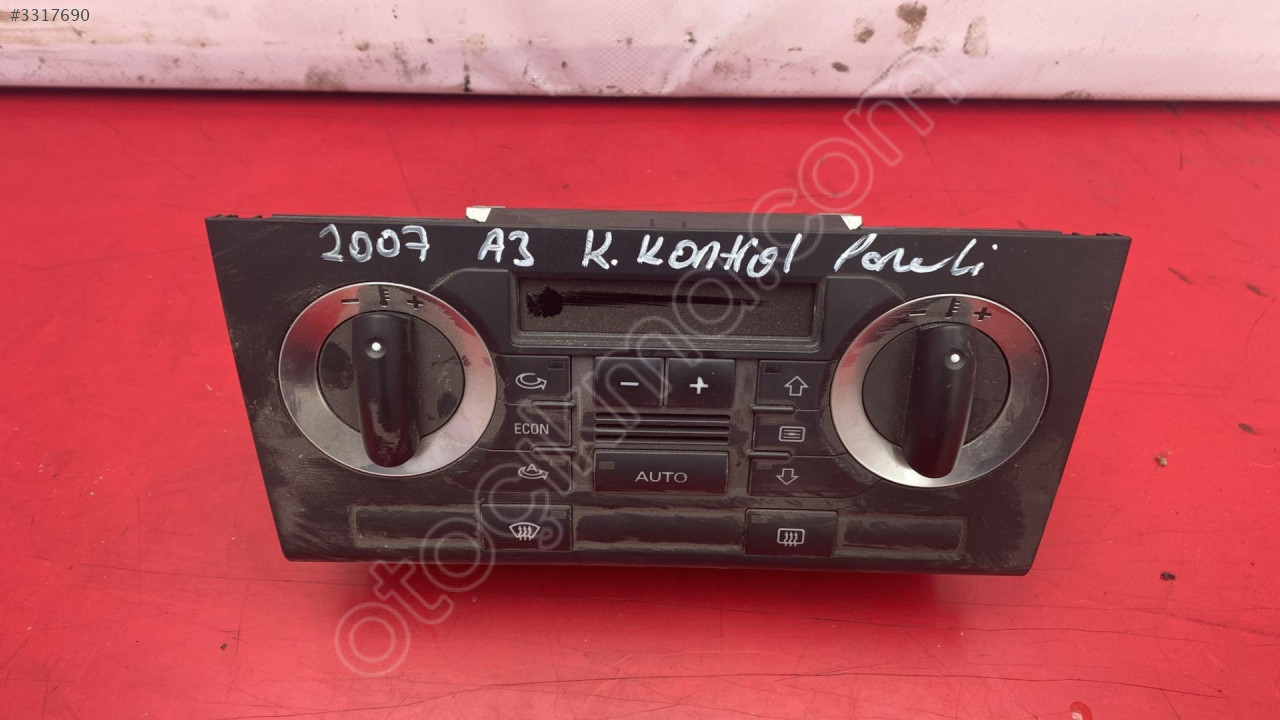 #3317690
2007 A3 K. Kontrol Paneli
- +
- +
- +
ECON
A
AUTO
otoçıkma.com